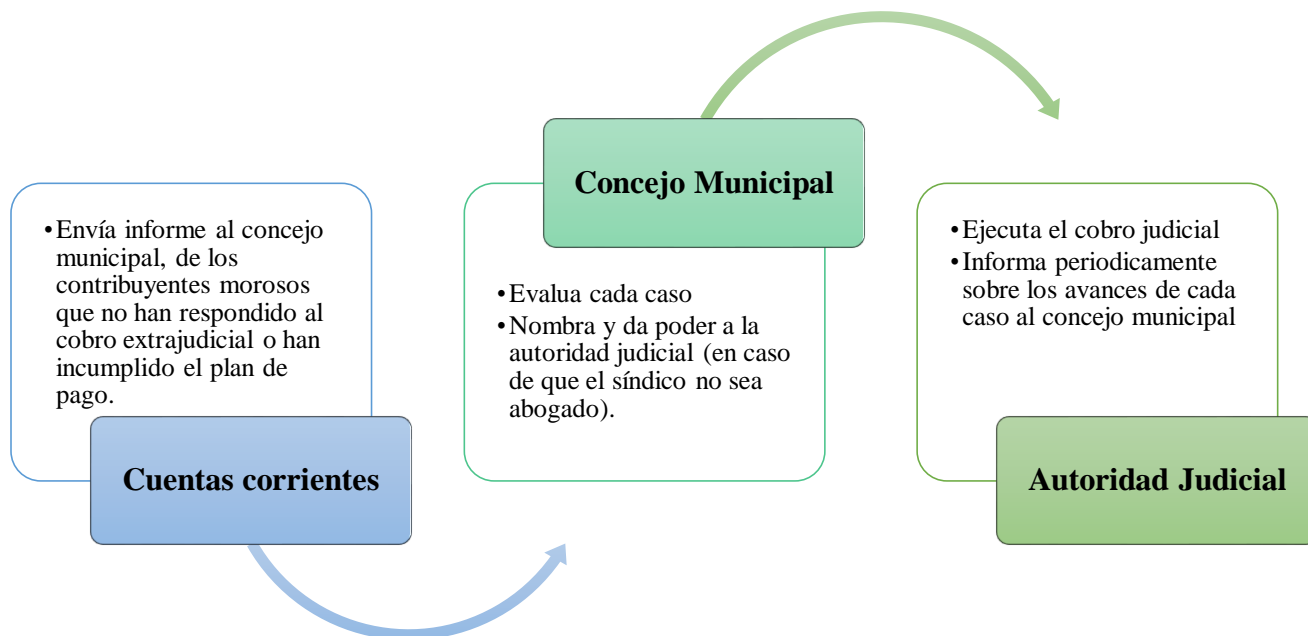 •Envía informe al concejo
municipal, de los
contribuyentes morosos
que no han respondido al
cobro extrajudicial o han
incumplido el plan de
pago.
Cuentas corrientes
Concejo Municipal
•Evalua cada caso
•Nombra y da poder a la
autoridad judicial (en caso
de que el síndico no sea
abogado).
•Ejecuta el cobro judicial
•Informa periodicamente
sobre los avances de cada
caso al concejo municipal
Autoridad Judicial